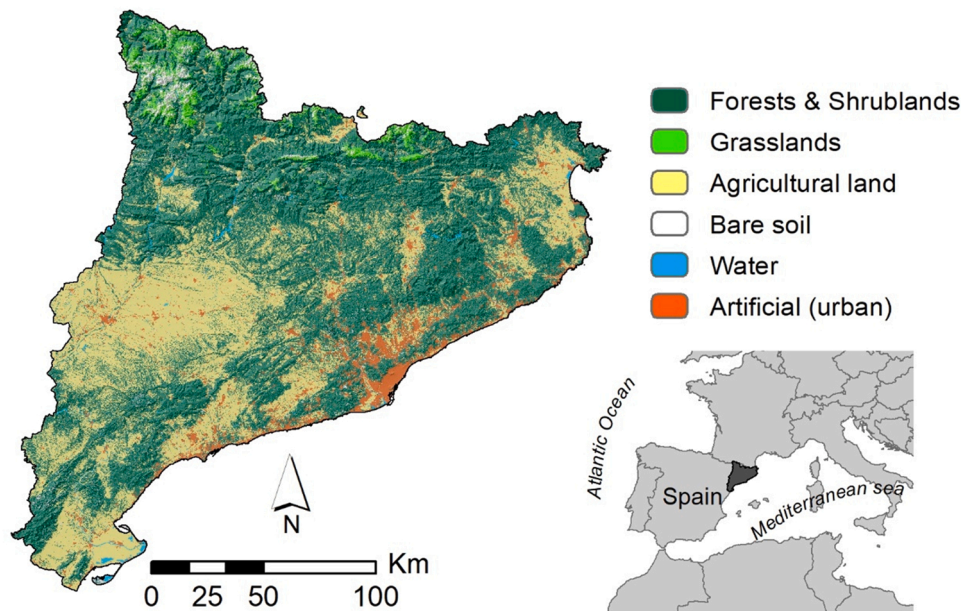 Forests & Shrublands
Grasslands
Agricultural land
Bare soil
Water
Artificial (urban)
Atlantic Ocean
Spain
Mediterranean sea
N
Km
0 25 50 100